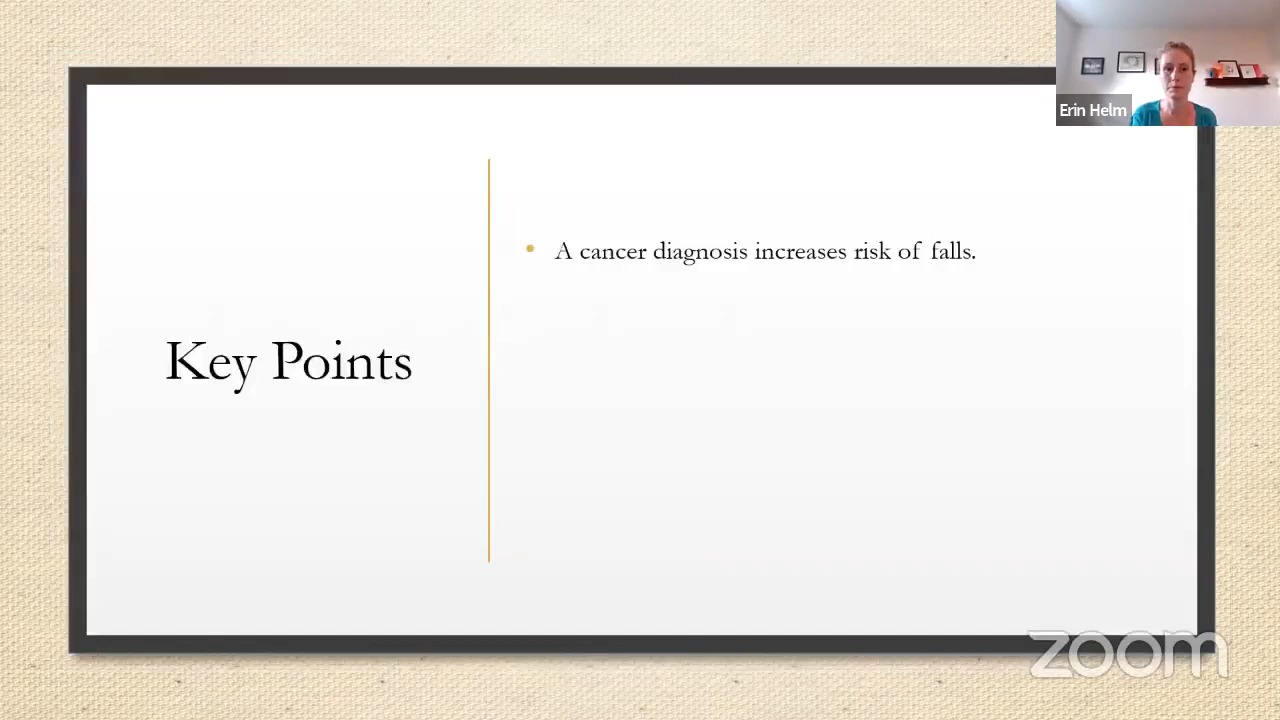 Erin Helm
Key Points
• A cancer diagnosis increases risk of falls.
zoom